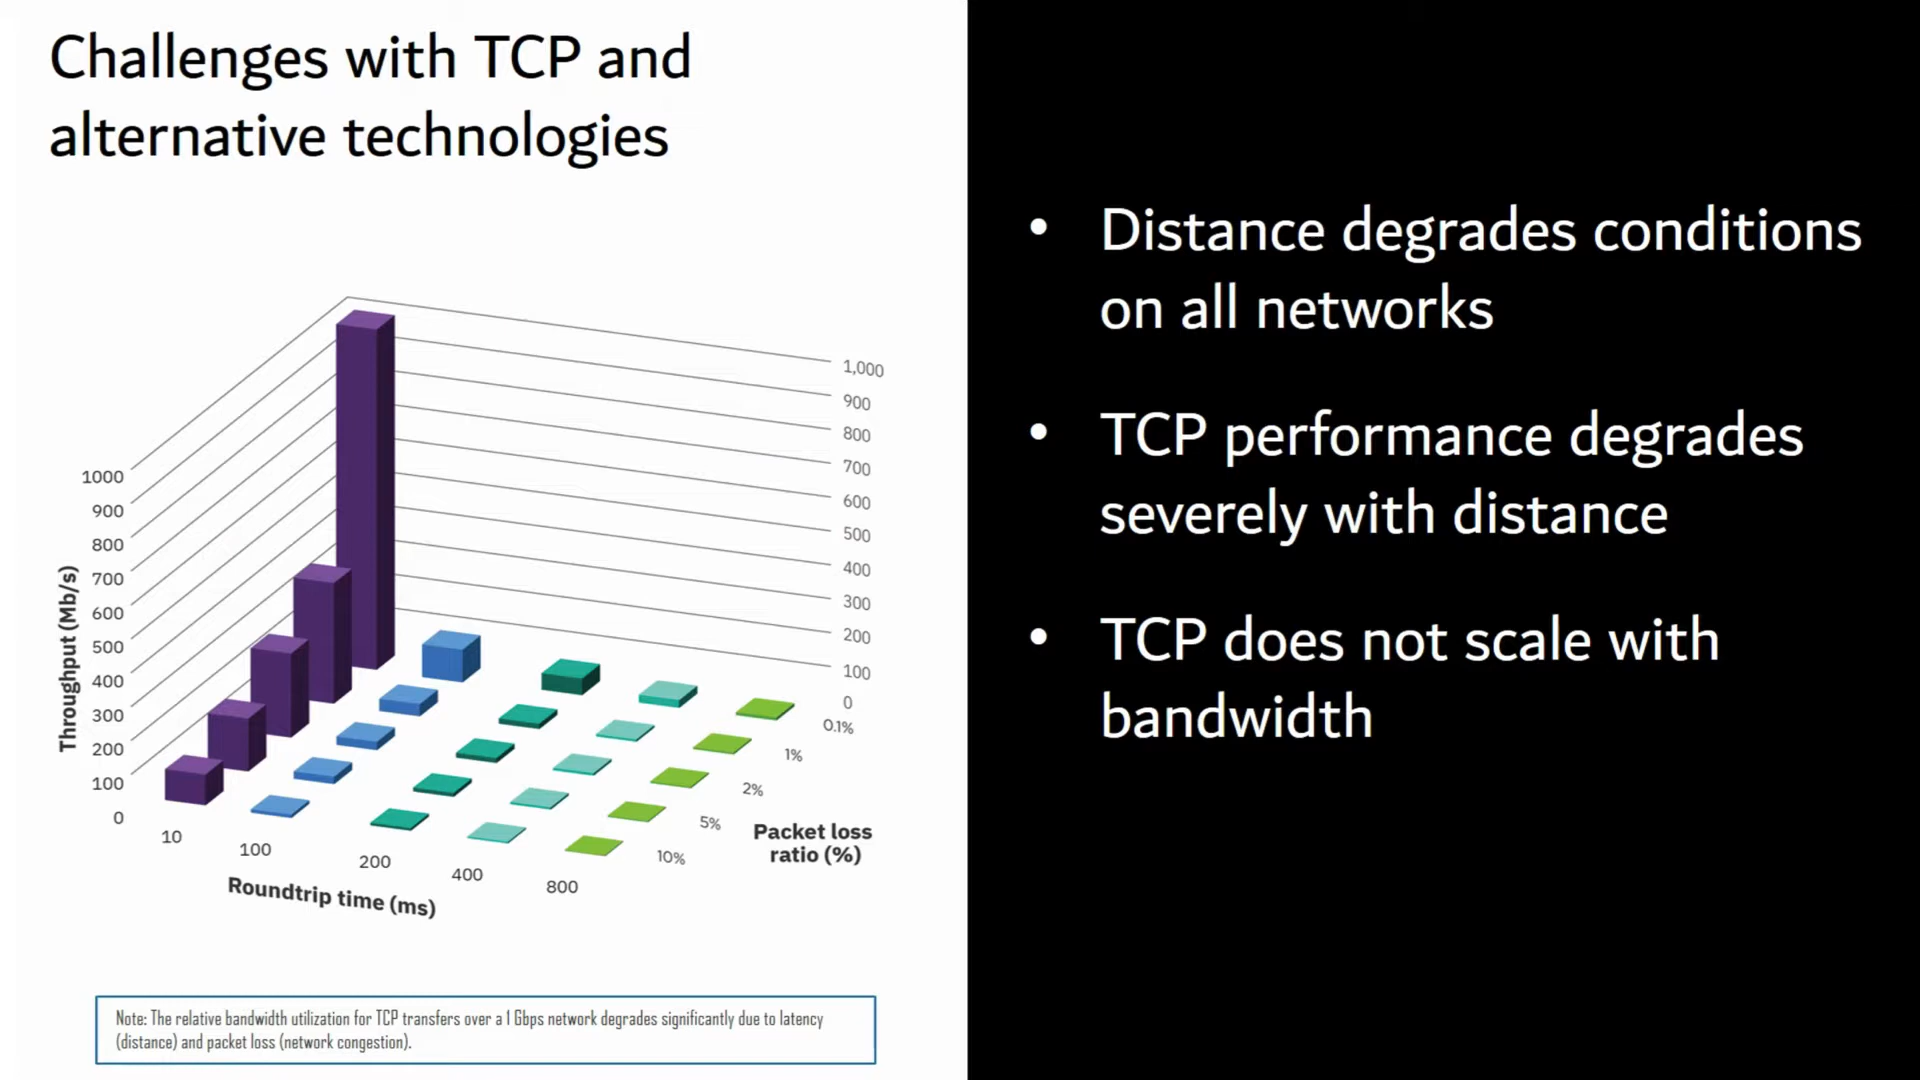 Challenges with TCP and
alternative technologies
1000
900
800
700
600
500
400
300
200
100
0
Throughput (Mb/s)
1,000
900
800
700
600
500
400
300
200
100
0
10
100
200
400
800
Roundtrip time (ms)
0.1%
1%
2%
5%
10%
Packet loss
ratio (%)
Note: The relative bandwidth utilization for TCP transfers over a 1 Gbps network degrades significantly due to latency
(distance) and packet loss (network congestion).
• Distance degrades conditions
on all networks
• TCP performance degrades
severely with distance
• TCP does not scale with
bandwidth